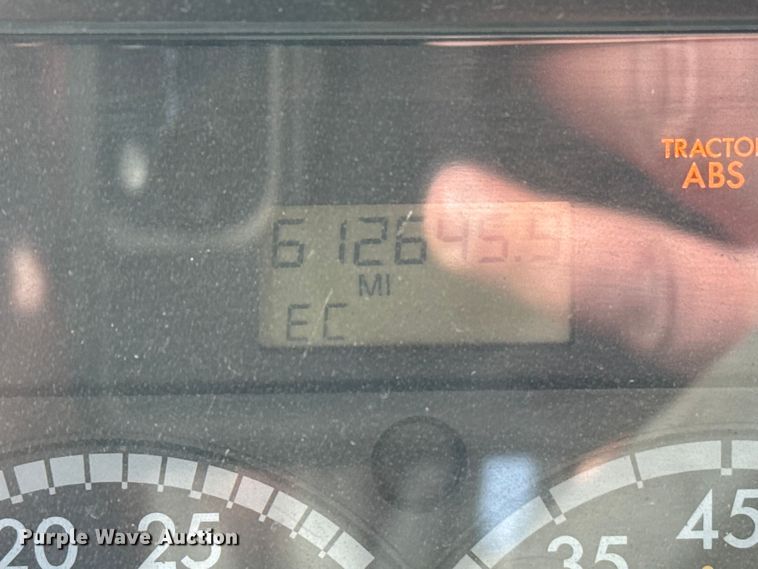 TRACTOR
ABS
612645.5
MI
EC
20
25
35
45
Purple Wave Auction